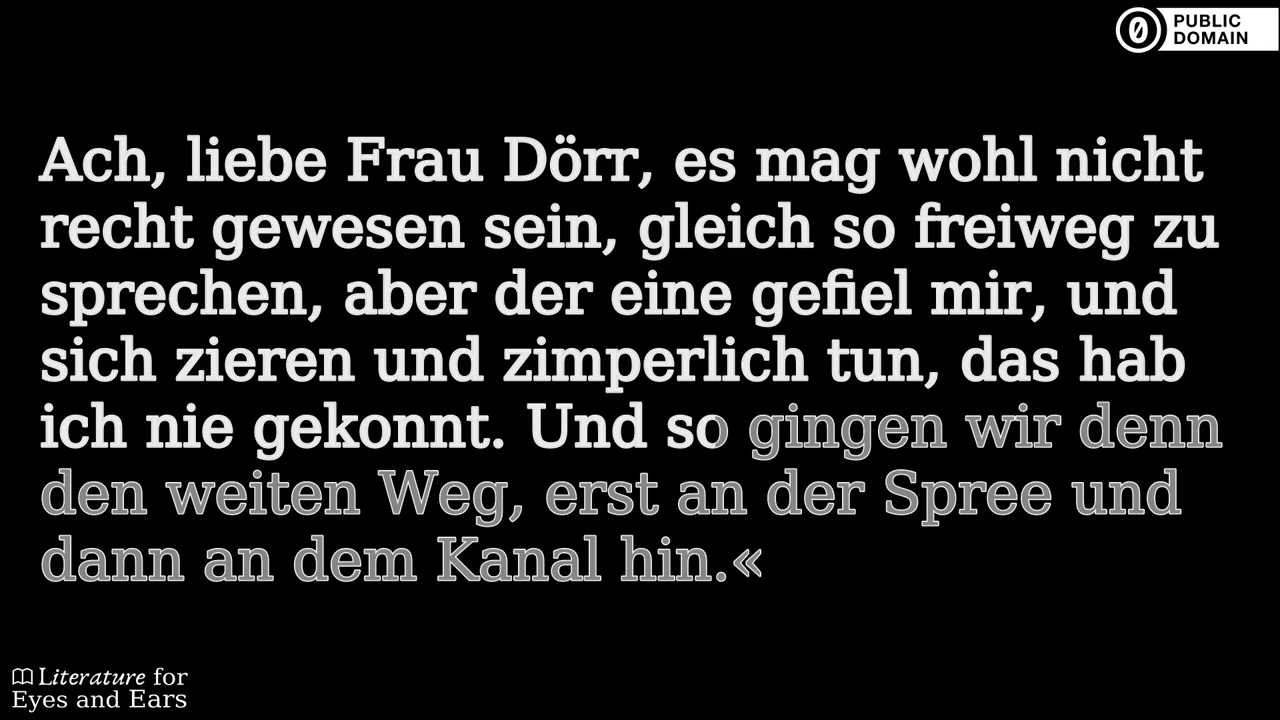 PUBLIC
DOMAIN
Ach, liebe Frau Dörr, es mag wohl nicht
recht gewesen sein, gleich so freiweg zu
sprechen, aber der eine gefiel mir, und
sich zieren und zimperlich tun, das hab
ich nie gekonnt. Und so gingen wir denn
den weiten Weg, erst an der Spree und
dann an dem Kanal hin.«
Literature for
Eyes and Ears